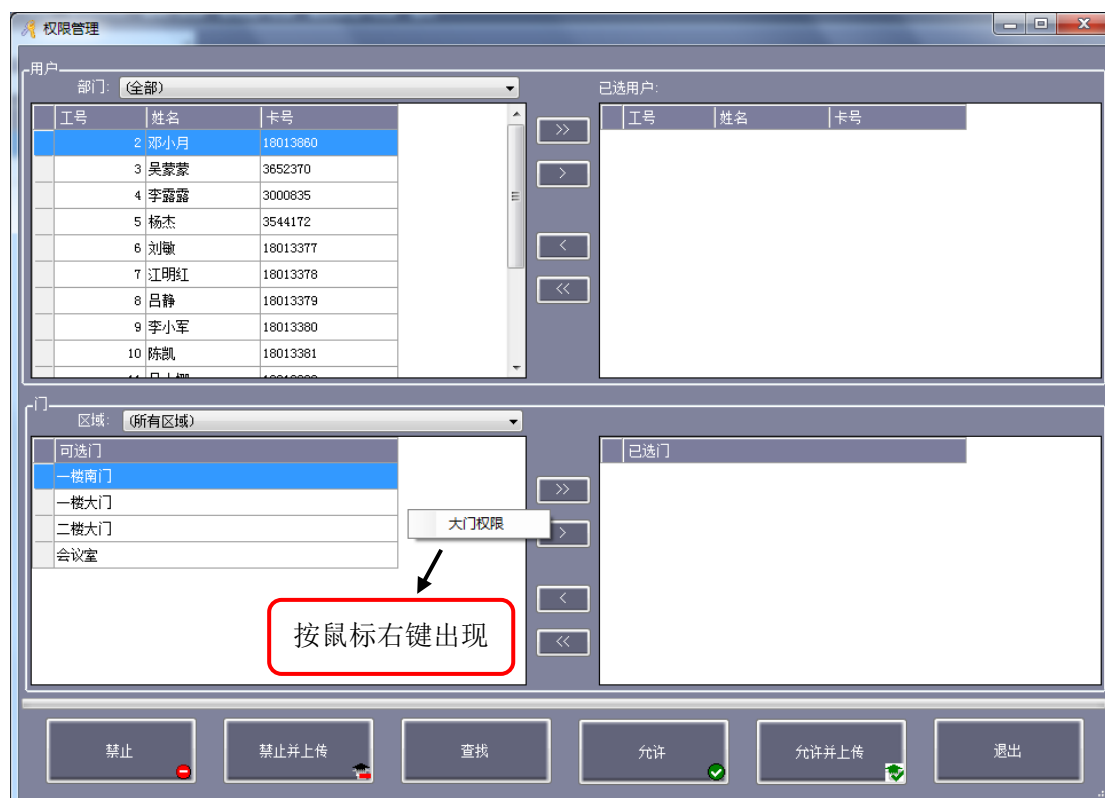 权限管理
用户
部门: (全部)
已选用户:
工号 姓名 卡号
2 邓小月 18013860
3 吴蒙蒙 3652370
4 李露露 3000835
5 杨杰 3544172
6 刘敏 18013377
7 江明红 18013378
8 吕静 18013379
9 李小军 18013380
10 陈凯 18013381
>>
>
<
<<
工号 姓名 卡号
门
区域: (所有区域)
可选门
一楼南门
一楼大门
二楼大门
会议室
大门权限
按鼠标右键出现
>>
>
<
<<
已选门
禁止
禁止并上传
查找
允许
允许并上传
退出